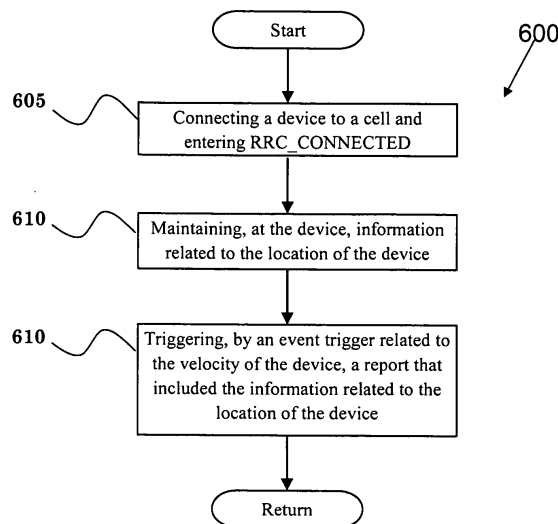 Start
600
605
Connecting a device to a cell and
entering RRC_CONNECTED
610
Maintaining, at the device, information
related to the location of the device
610
Triggering, by an event trigger related to
the velocity of the device, a report that
included the information related to the
location of the device
Return